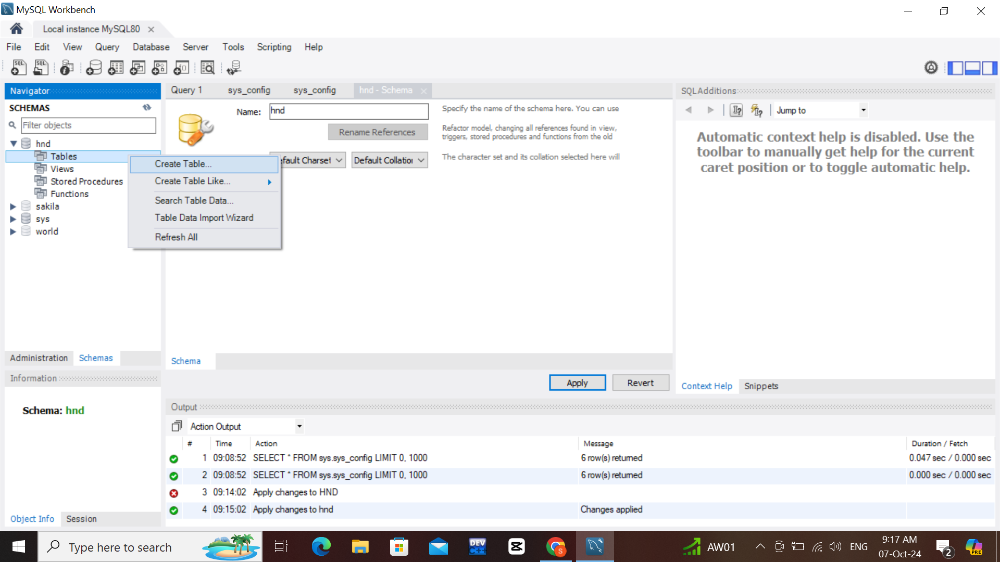 MySQL Workbench
Local instance MySQL80
File Edit View Query Database Server Tools Scripting Help
Navigator
SCHEMAS
Filter objects
hnd
Tables
Views
Stored Procedures
Functions
sakila
sys
world
Create Table...
Create Table Like...
Search Table Data...
Table Data Import Wizard
Refresh All
Administration Schemas
Information
Schema: hnd
Object Info Session
Query 1 sys_config sys_config hnd - Schema
Name: hnd
Specify the name of the schema here. You can use
Rename References
Refactor model, changing all references found in view,
triggers, stored procedures and functions from the old
efault Charset Default Collation
The character set and its collation selected here will
Schema
Apply Revert
SQLAdditions
Jump to
Automatic context help is disabled. Use the
toolbar to manually get help for the current
caret position or to toggle automatic help.
Context Help Snippets
Output
Action Output
# Time Action Message Duration / Fetch
1 09:08:52 SELECT * FROM sys.sys_config LIMIT 0, 1000 6 row(s) returned 0.047 sec / 0.000 sec
2 09:08:52 SELECT * FROM sys.sys_config LIMIT 0, 1000 6 row(s) returned 0.000 sec / 0.000 sec
3 09:14:02 Apply changes to HND
4 09:15:02 Apply changes to hnd Changes applied
Type here to search
DEV
C++
S
AW01
ENG
9:17 AM
07-Oct-24
2
PRE